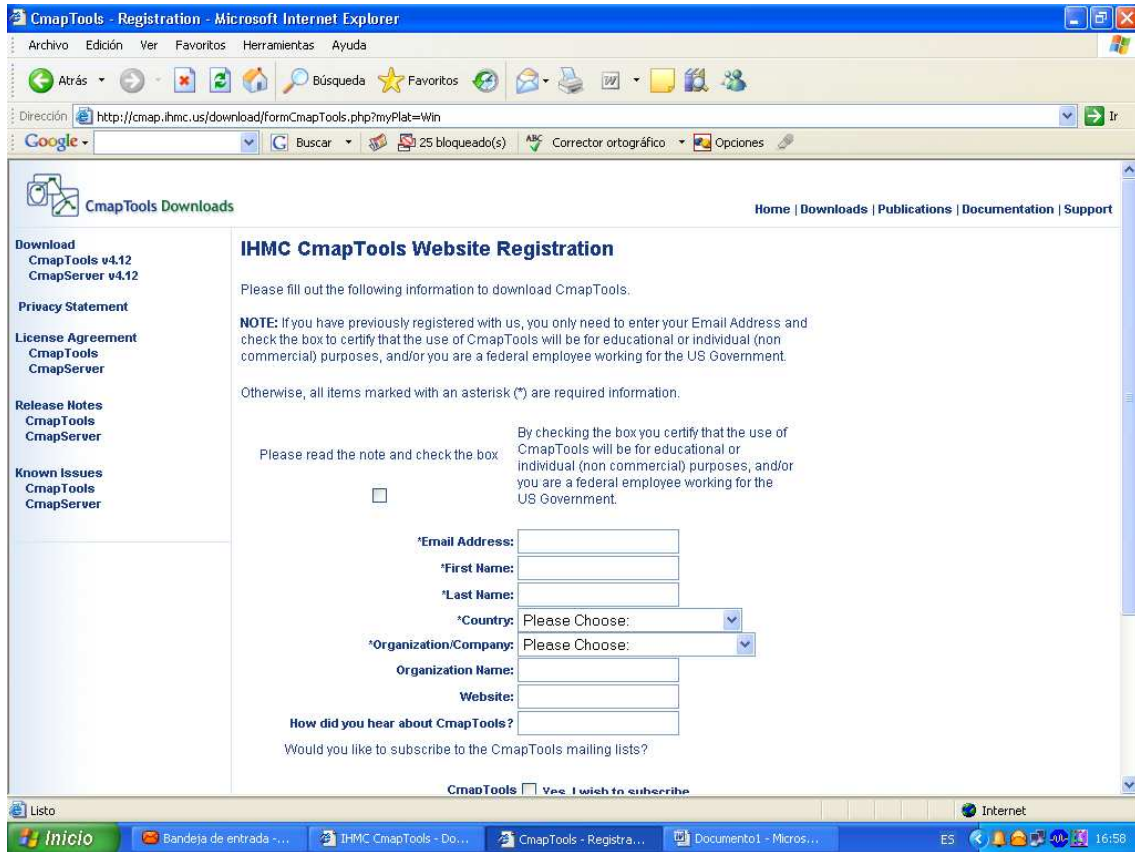 CmapTools - Registration - Microsoft Internet Explorer
Archivo Edición Ver Favoritos Herramientas Ayuda
Atrás Búsqueda Favoritos
Dirección http://cmap.ihmc.us/download/formCmapTools.php?myPlat=Win Ir
Google G Buscar 25 bloqueado(s) ABC Corrector ortográfico Opciones
CmapTools Downloads
Home | Downloads | Publications | Documentation | Support
Download
CmapTools v4.12
CmapServer v4.12
Privacy Statement
License Agreement
CmapTools
CmapServer
Release Notes
CmapTools
CmapServer
Known Issues
CmapTools
CmapServer
IHMC CmapTools Website Registration
Please fill out the following information to download CmapTools.
NOTE: If you have previously registered with us, you only need to enter your Email Address and
check the box to certify that the use of CmapTools will be for educational or individual (non
commercial) purposes, and/or you are a federal employee working for the US Government.
Otherwise, all items marked with an asterisk (*) are required information.
Please read the note and check the box
By checking the box you certify that the use of
CmapTools will be for educational or
individual (non commercial) purposes, and/or
you are a federal employee working for the
US Government.
*Email Address:
*First Name:
*Last Name:
*Country: Please Choose:
*Organization/Company: Please Choose:
Organization Name:
Website:
How did you hear about CmapTools?
Would you like to subscribe to the CmapTools mailing lists?
CmapTools Yes, I wish to subscribe
Listo Internet
Inicio Bandeja de entrada -... IHMC CmapTools - Do... CmapTools - Registra... Documento1 - Micros... ES 16:58